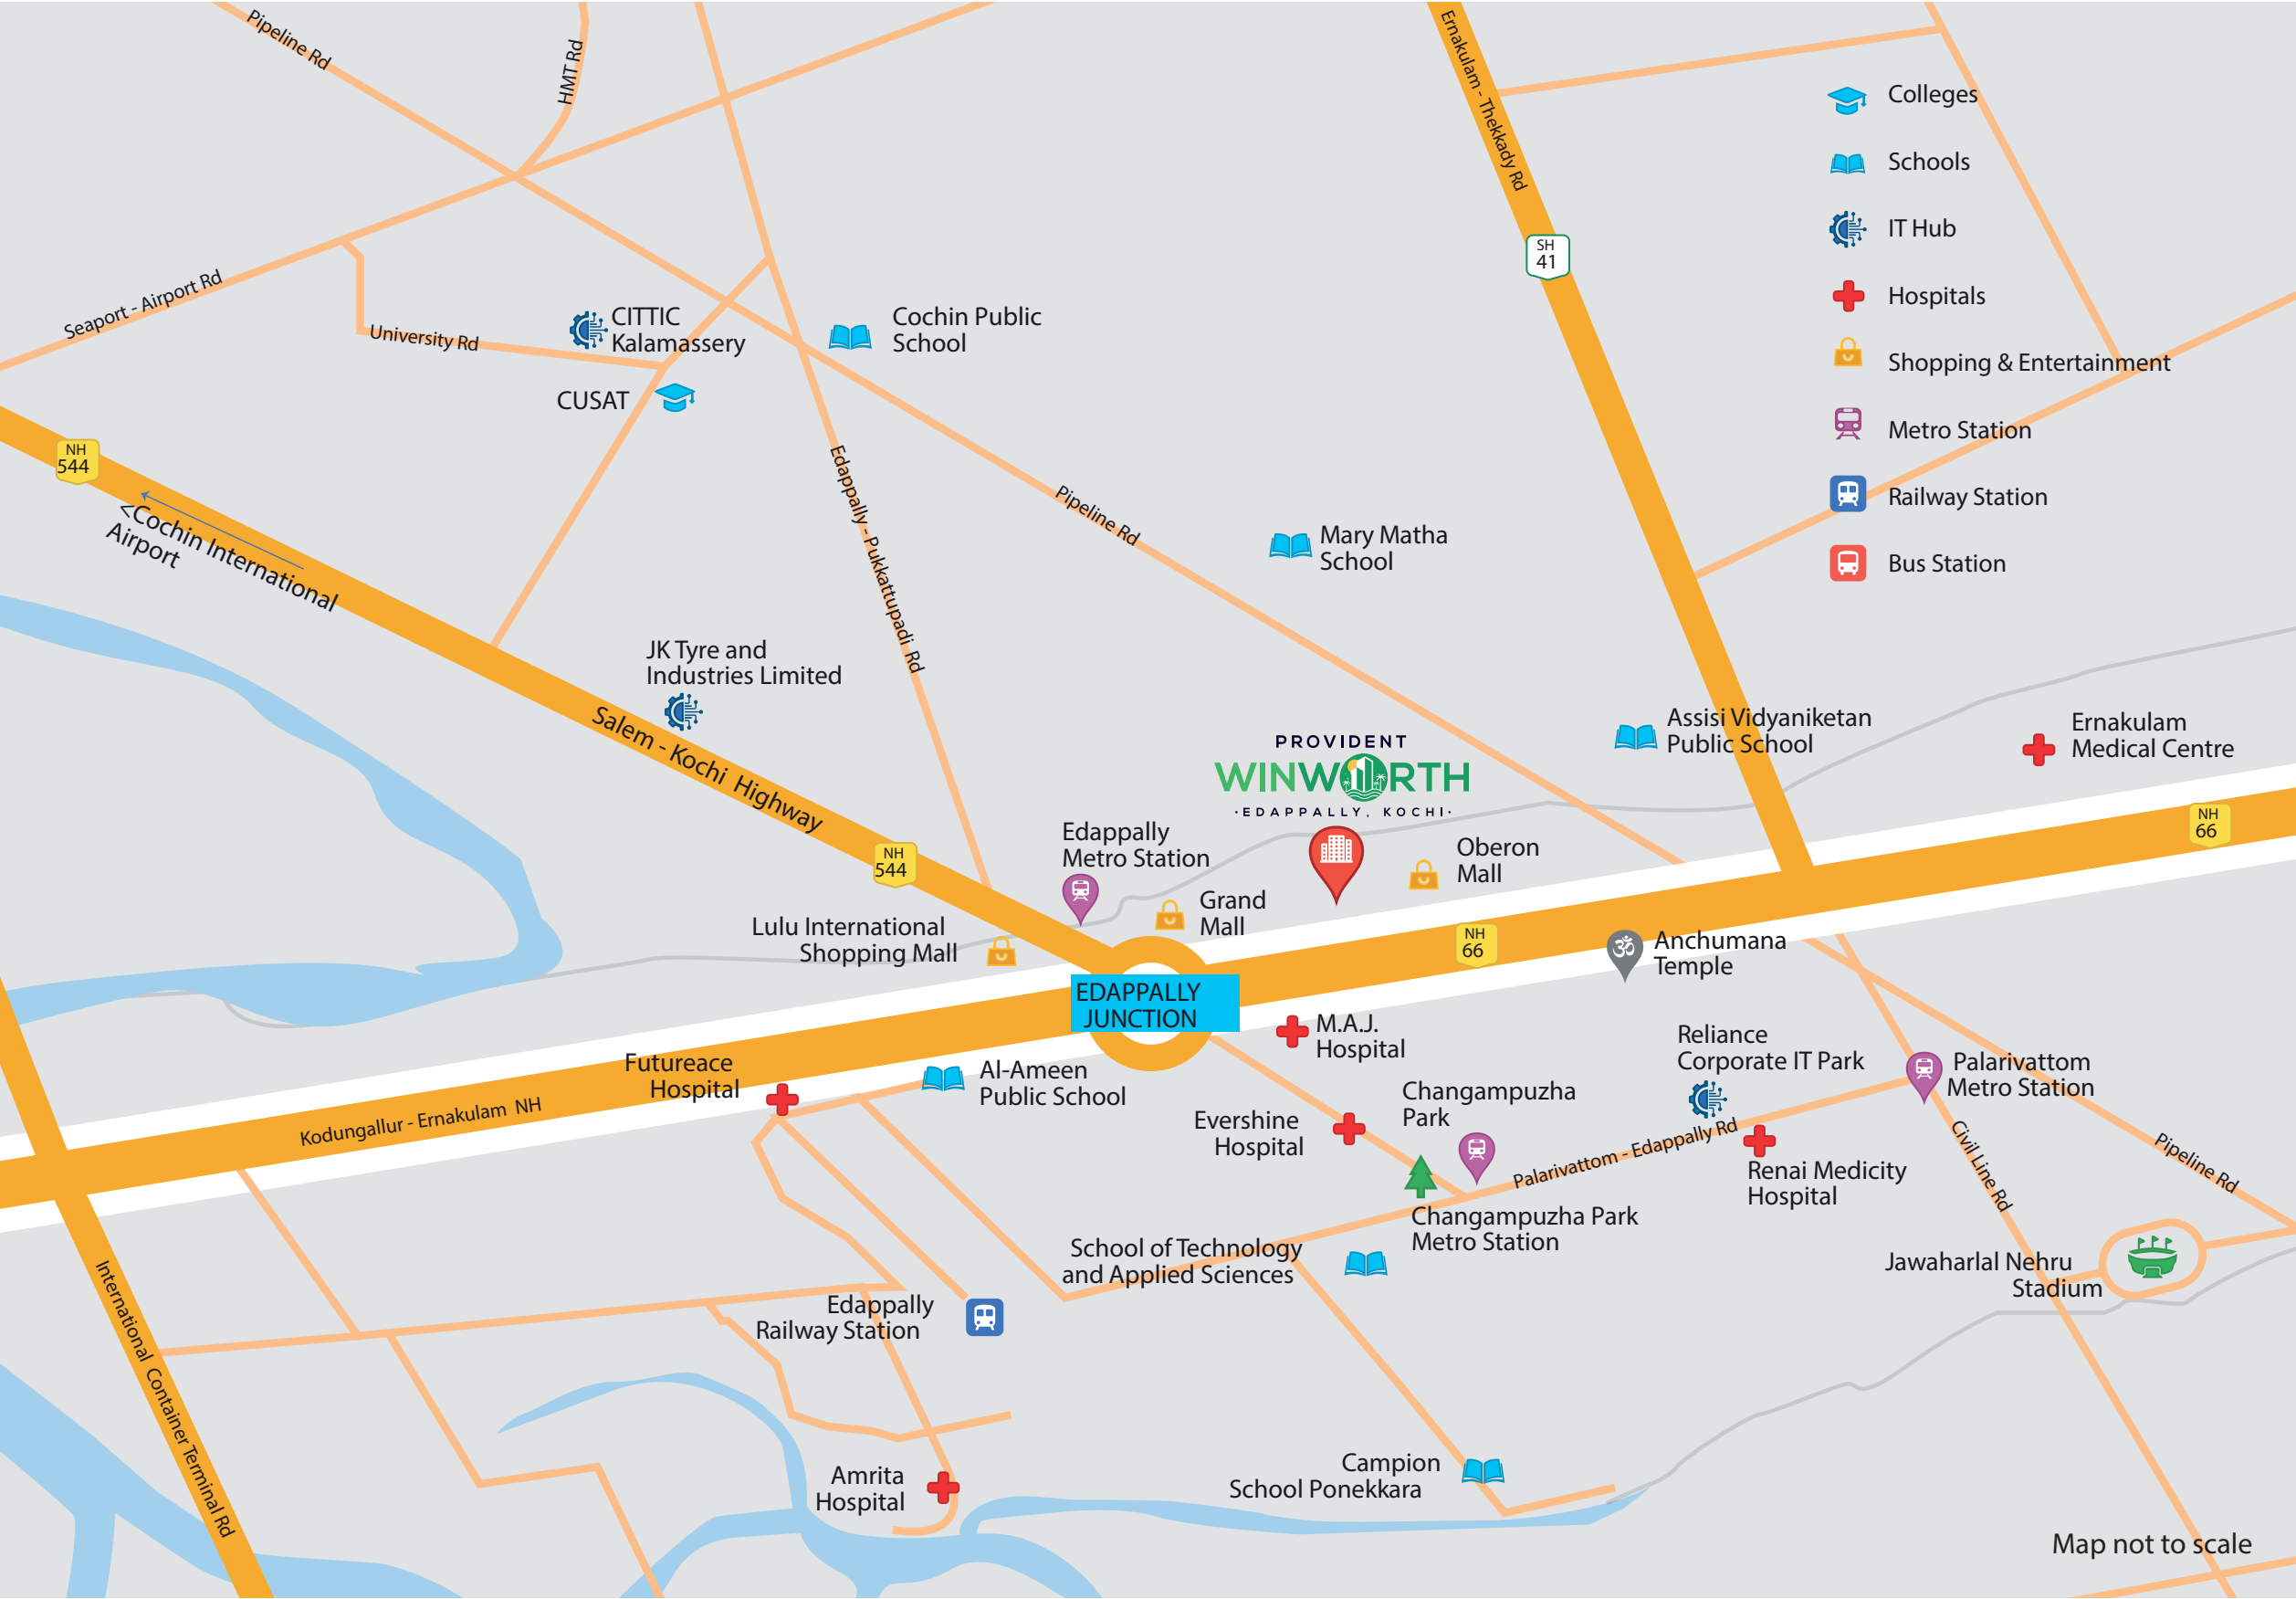 Pipeline Rd
HMT Rd
Ernakulam - Thekkady Rd
Colleges
Schools
IT Hub
Hospitals
Shopping & Entertainment
Metro Station
Railway Station
Bus Station
SH
41
Seaport - Airport Rd
University Rd
CITTIC
Kalamassery
CUSAT
Cochin Public
School
NH
544
<Cochin International
Airport
Edappally - Pukkattupadi Rd
Pipeline Rd
Mary Matha
School
JK Tyre and
Industries Limited
Salem - Kochi Highway
NH
544
PROVIDENT
WINWORTH
·EDAPPALLY, KOCHI·
Assisi Vidyaniketan
Public School
Ernakulam
Medical Centre
NH
66
Edappally
Metro Station
Oberon
Mall
Grand
Mall
Lulu International
Shopping Mall
NH
66
Anchumana
Temple
EDAPPALLY
JUNCTION
M.A.J.
Hospital
Futureace
Hospital
Al-Ameen
Public School
Kodungallur - Ernakulam NH
Reliance
Corporate IT Park
Palarivattom
Metro Station
Changampuzha
Park
Evershine
Hospital
Palarivattom - Edappally Rd
Renai Medicity
Hospital
Civil Line Rd
Pipeline Rd
Changampuzha Park
Metro Station
School of Technology
and Applied Sciences
Jawaharlal Nehru
Stadium
Edappally
Railway Station
International Container Terminal Rd
Amrita
Hospital
Campion
School Ponekkara
Map not to scale